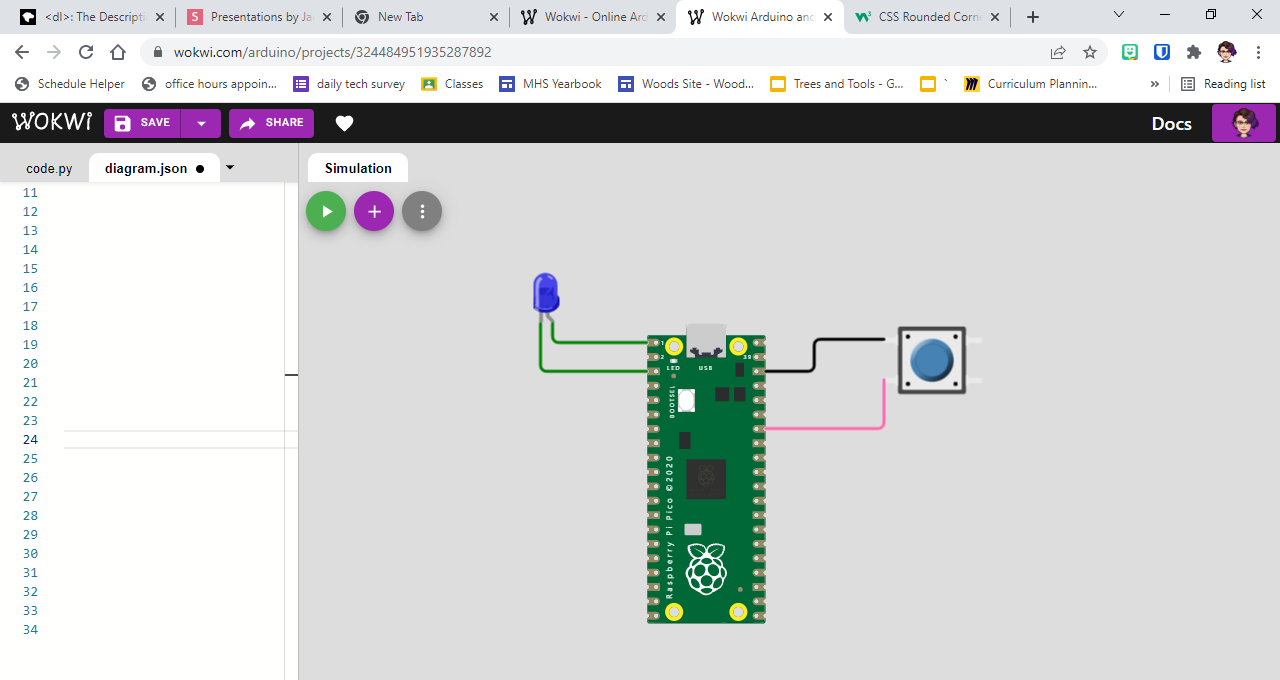 <dl>: The Descripti
Presentations by Ja
New Tab
Wokwi - Online Ard
Wokwi Arduino and
CSS Rounded Corne
wokwi.com/arduino/projects/324484951935287892
Schedule Helper
office hours appoin...
daily tech survey
Classes
MHS Yearbook
Woods Site - Wood...
Trees and Tools - G...
`
Curriculum Plannin...
»
Reading list
WOKWI
SAVE
SHARE
Docs
code.py
diagram.json
Simulation
11
12
13
14
15
16
17
18
19
20
21
22
23
24
25
26
27
28
29
30
31
32
33
34
1
2
39
LED
USB
BOOTSEL
Raspberry Pi Pico ©2020